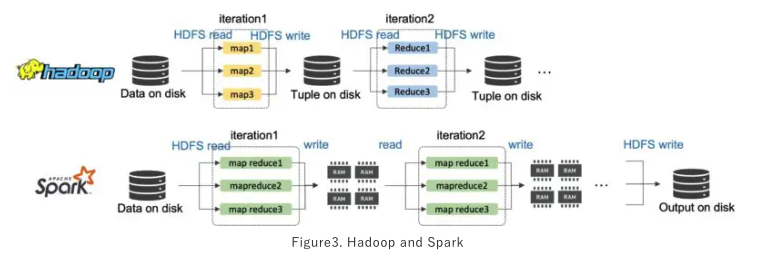 iteration1 iteration2
HDFS read HDFS write HDFS read HDFS write
map1 Reduce1
hadoop map2 Reduce2 ...
map3 Reduce3
Data on disk Tuple on disk Tuple on disk
iteration1 iteration2
HDFS read write read write HDFS write
map reduce1 map reduce1
APACHE Spark mapreduce2 RAM RAM mapreduce2 RAM RAM ...
map reduce3 RAM RAM map reduce3 RAM RAM
Data on disk Output on disk
Figure3. Hadoop and Spark